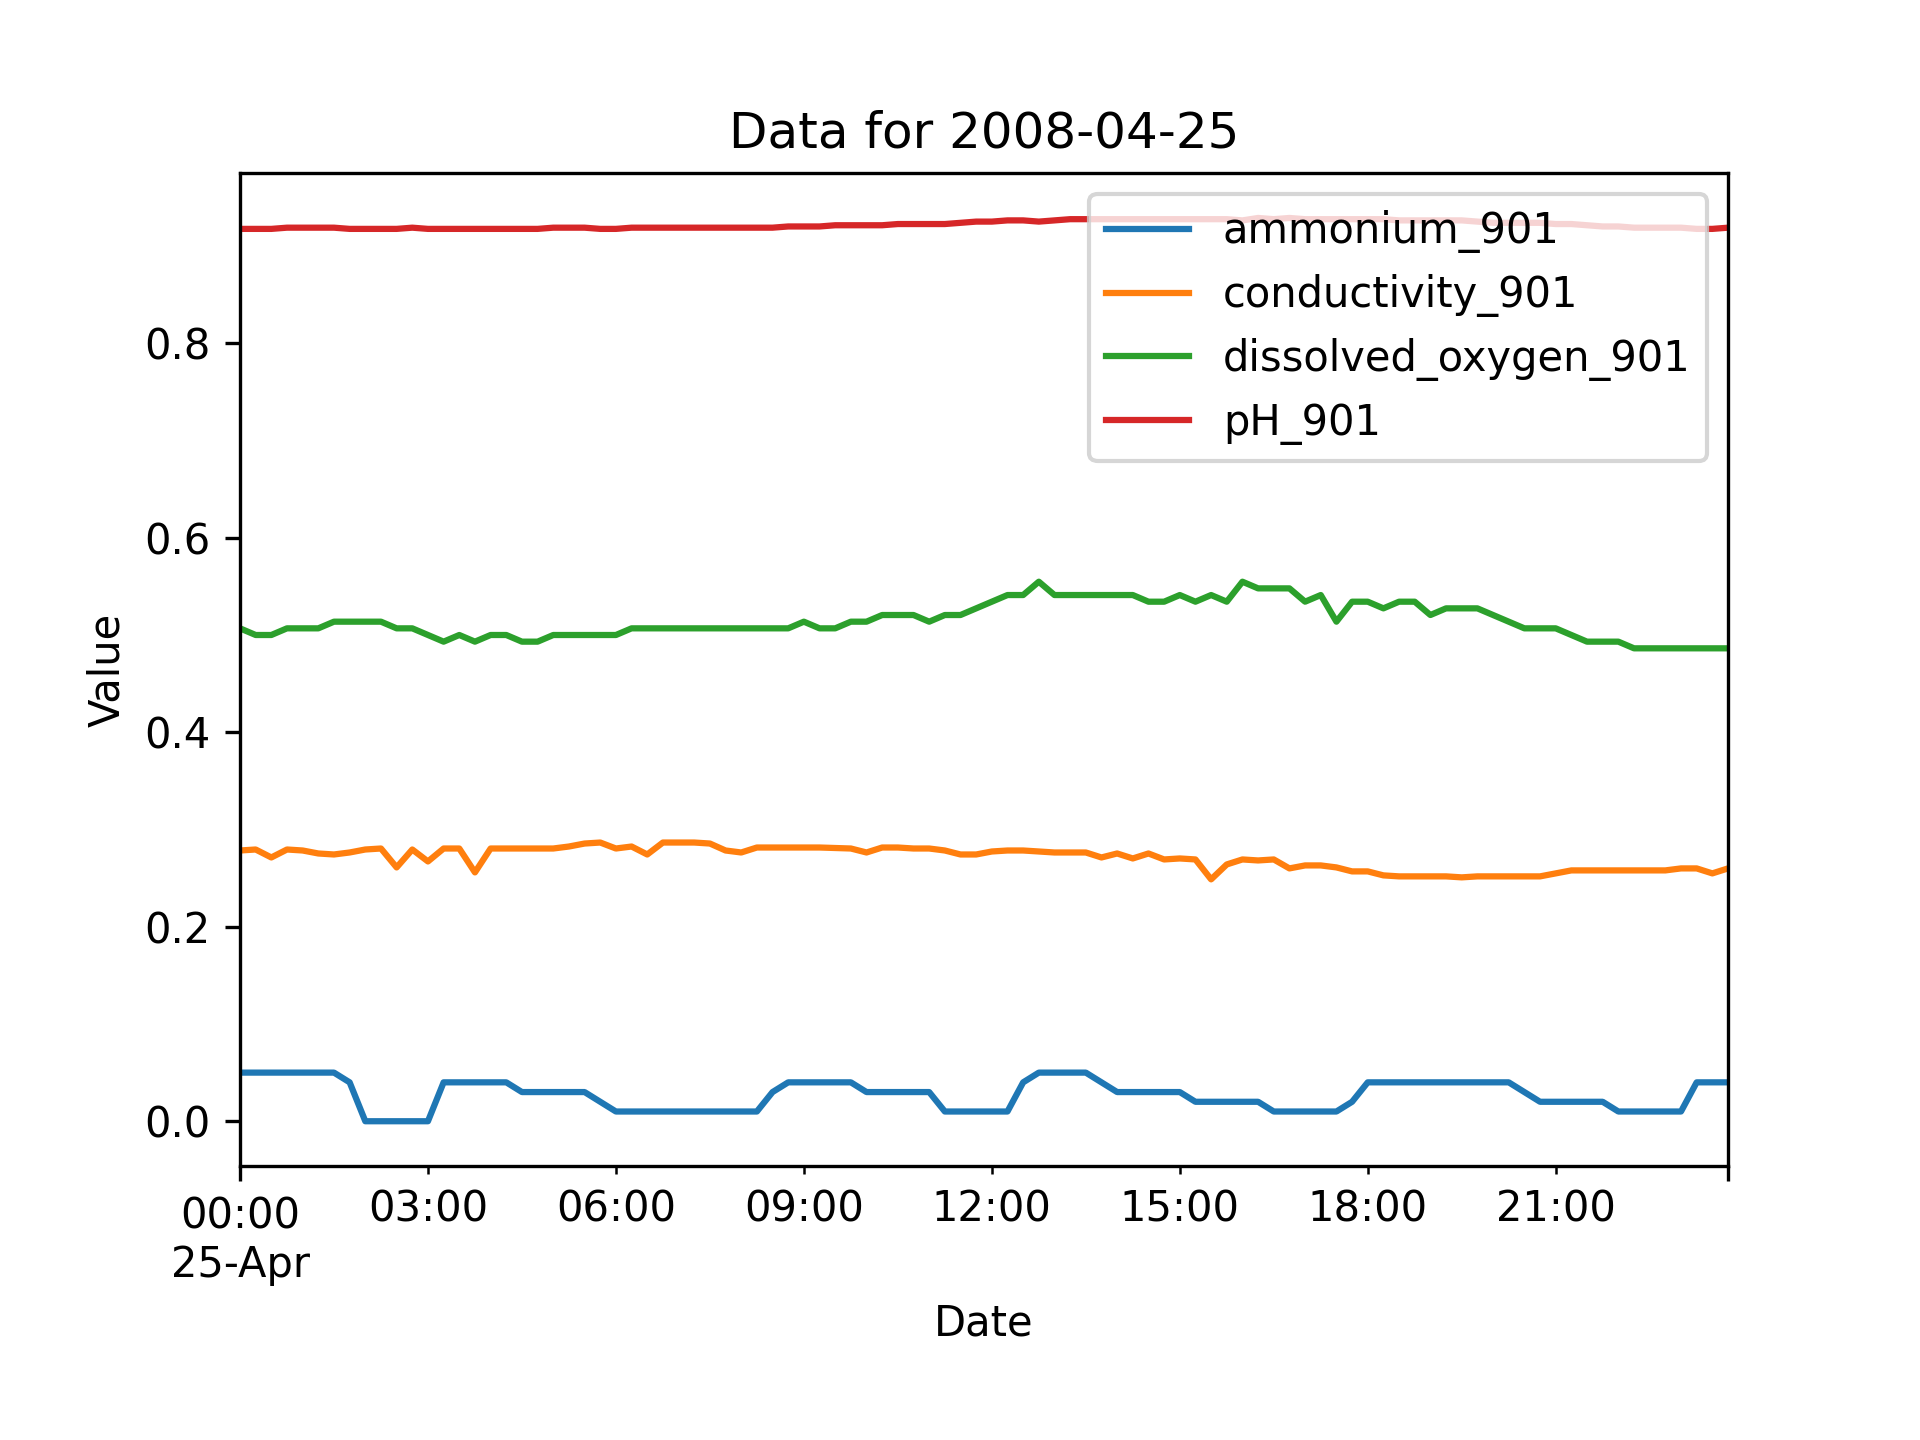 Data for 2008-04-25
ammonium_901
conductivity_901
dissolved_oxygen_901
pH_901
Value
0.8
0.6
0.4
0.2
0.0
00:00 03:00 06:00 09:00 12:00 15:00 18:00 21:00
25-Apr
Date